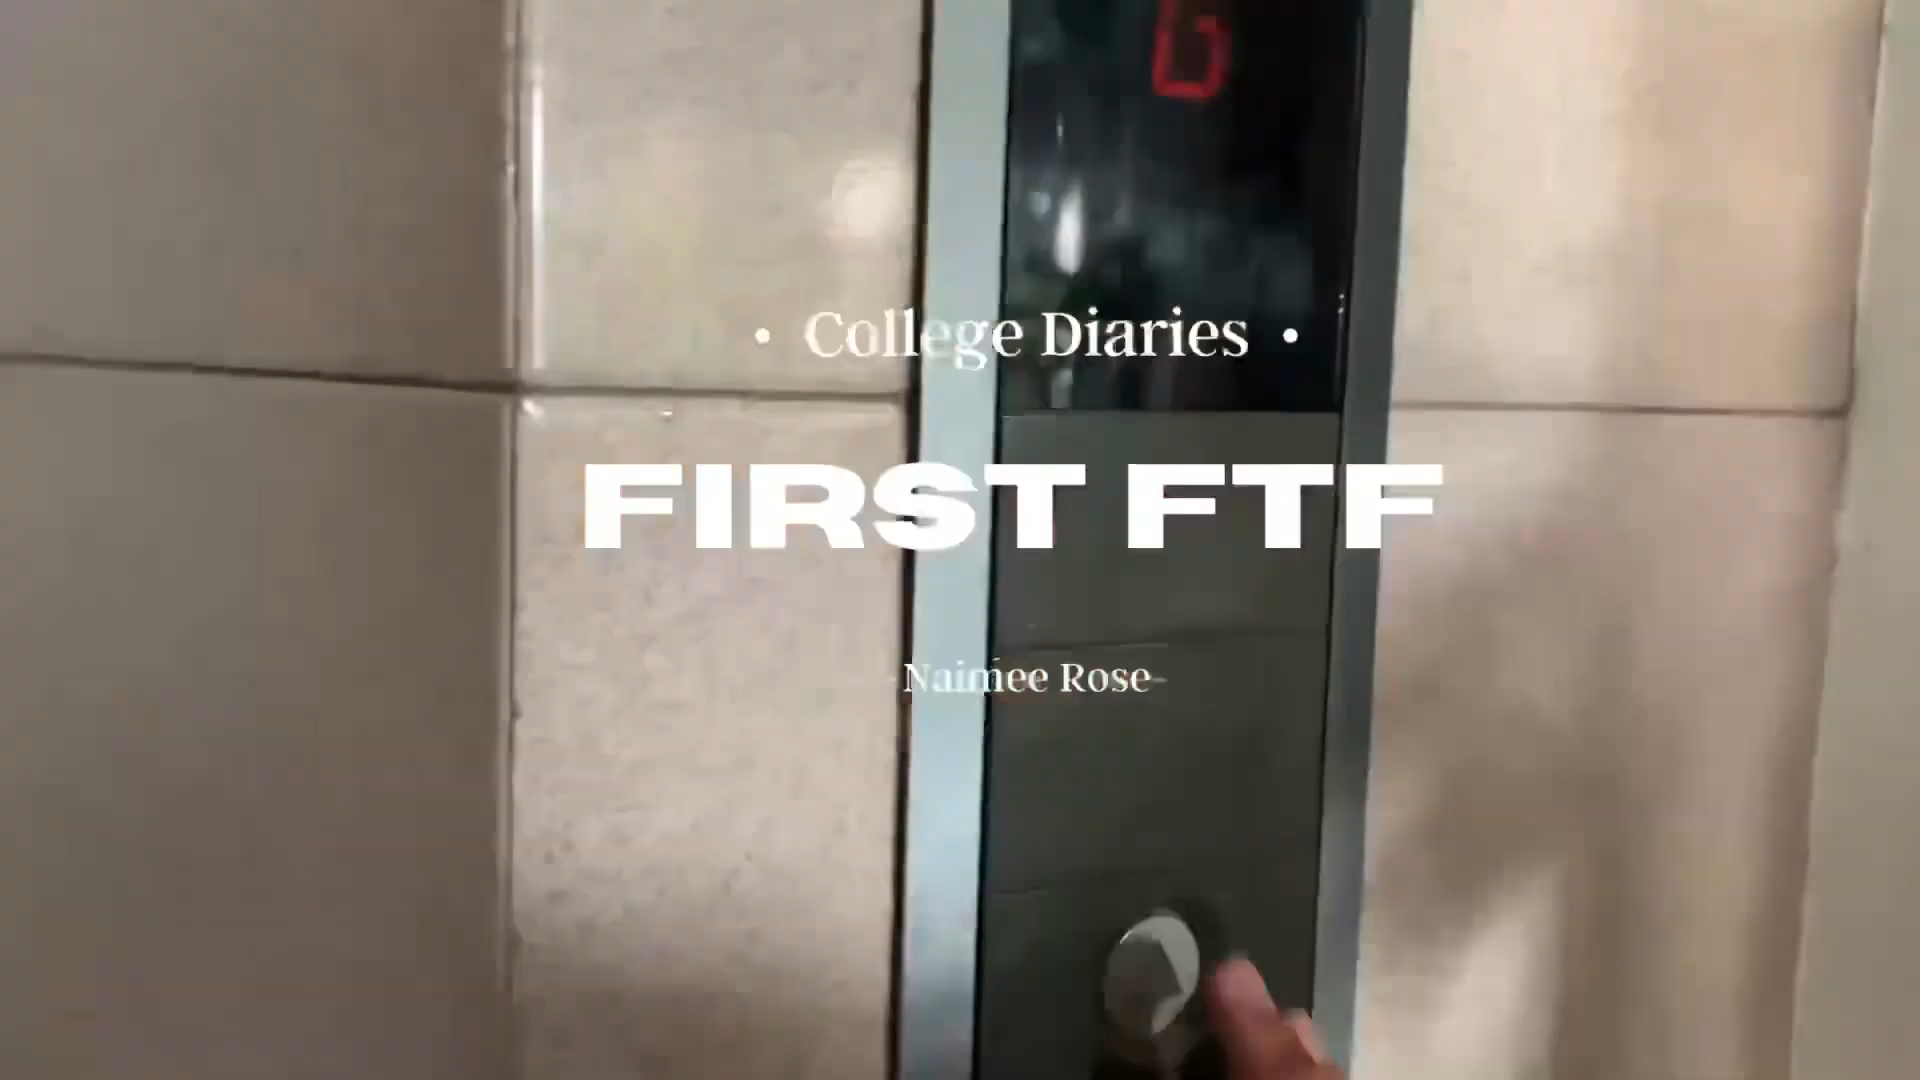 G
• College Diaries •
FIRST FTF
-Naimee Rose-